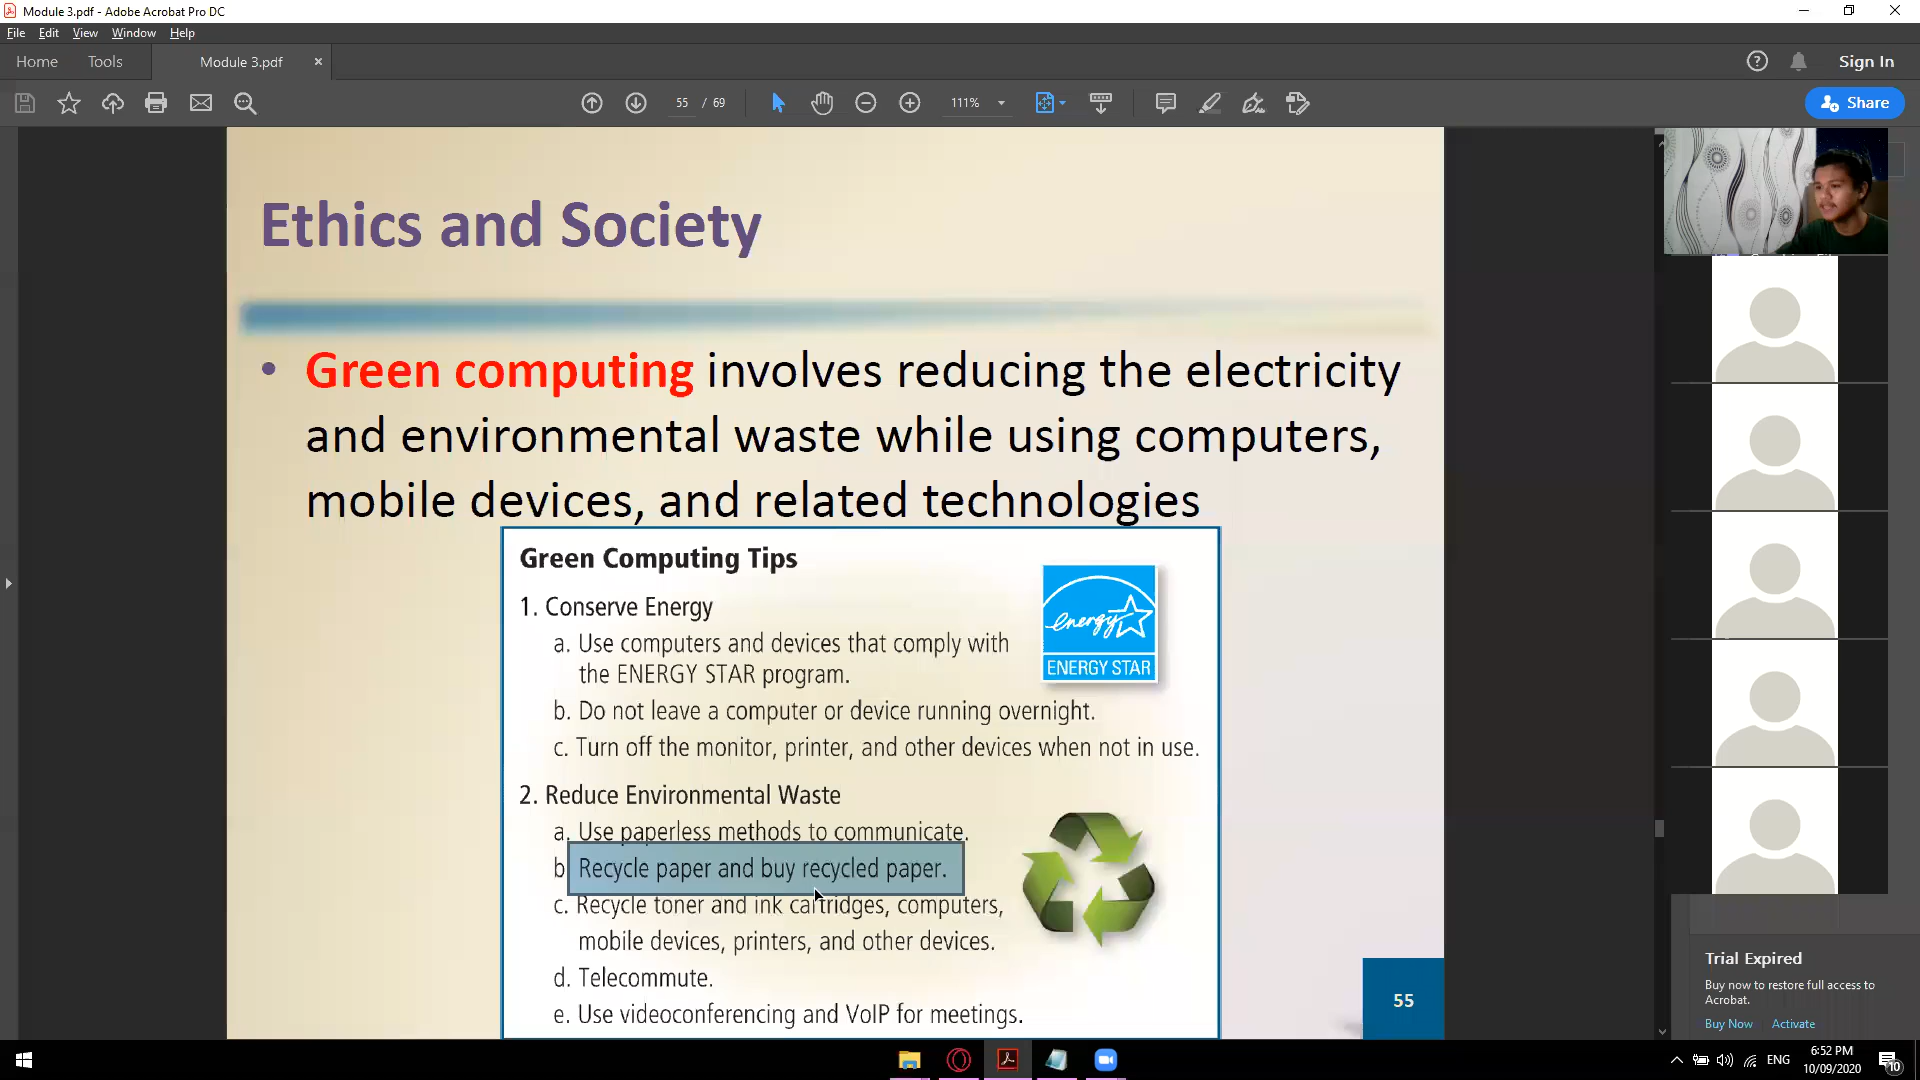 Module 3.pdf - Adobe Acrobat Pro DC
File Edit View Window Help
Home Tools Module 3.pdf × Sign In
55 / 69 111% Share
Ethics and Society
• Green computing involves reducing the electricity
and environmental waste while using computers,
mobile devices, and related technologies
Green Computing Tips
1. Conserve Energy
a. Use computers and devices that comply with
the ENERGY STAR program.
b. Do not leave a computer or device running overnight.
c. Turn off the monitor, printer, and other devices when not in use.
energy
ENERGY STAR
2. Reduce Environmental Waste
a. Use paperless methods to communicate.
b Recycle paper and buy recycled paper.
c. Recycle toner and ink cartridges, computers,
mobile devices, printers, and other devices.
d. Telecommute.
e. Use videoconferencing and VoIP for meetings.
55
Trial Expired
Buy now to restore full access to
Acrobat.
Buy Now Activate
ENG
6:52 PM
10/09/2020
10